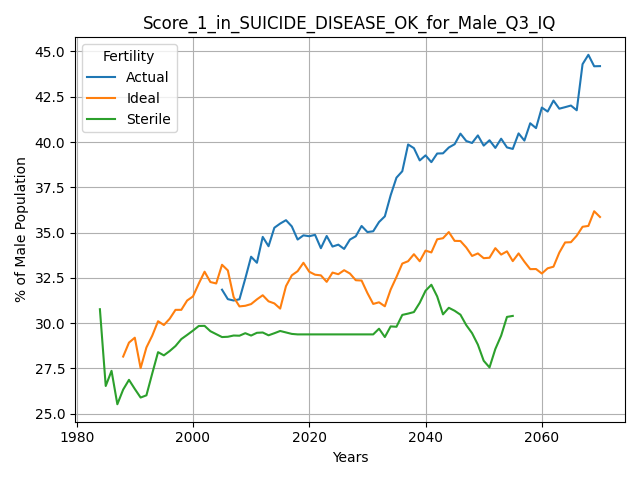 Score_1_in_SUICIDE_DISEASE_OK_for_Male_Q3_IQ
Fertility
Actual
Ideal
Sterile
% of Male Population
45.0
42.5
40.0
37.5
35.0
32.5
30.0
27.5
25.0
1980 2000 2020 2040 2060
Years